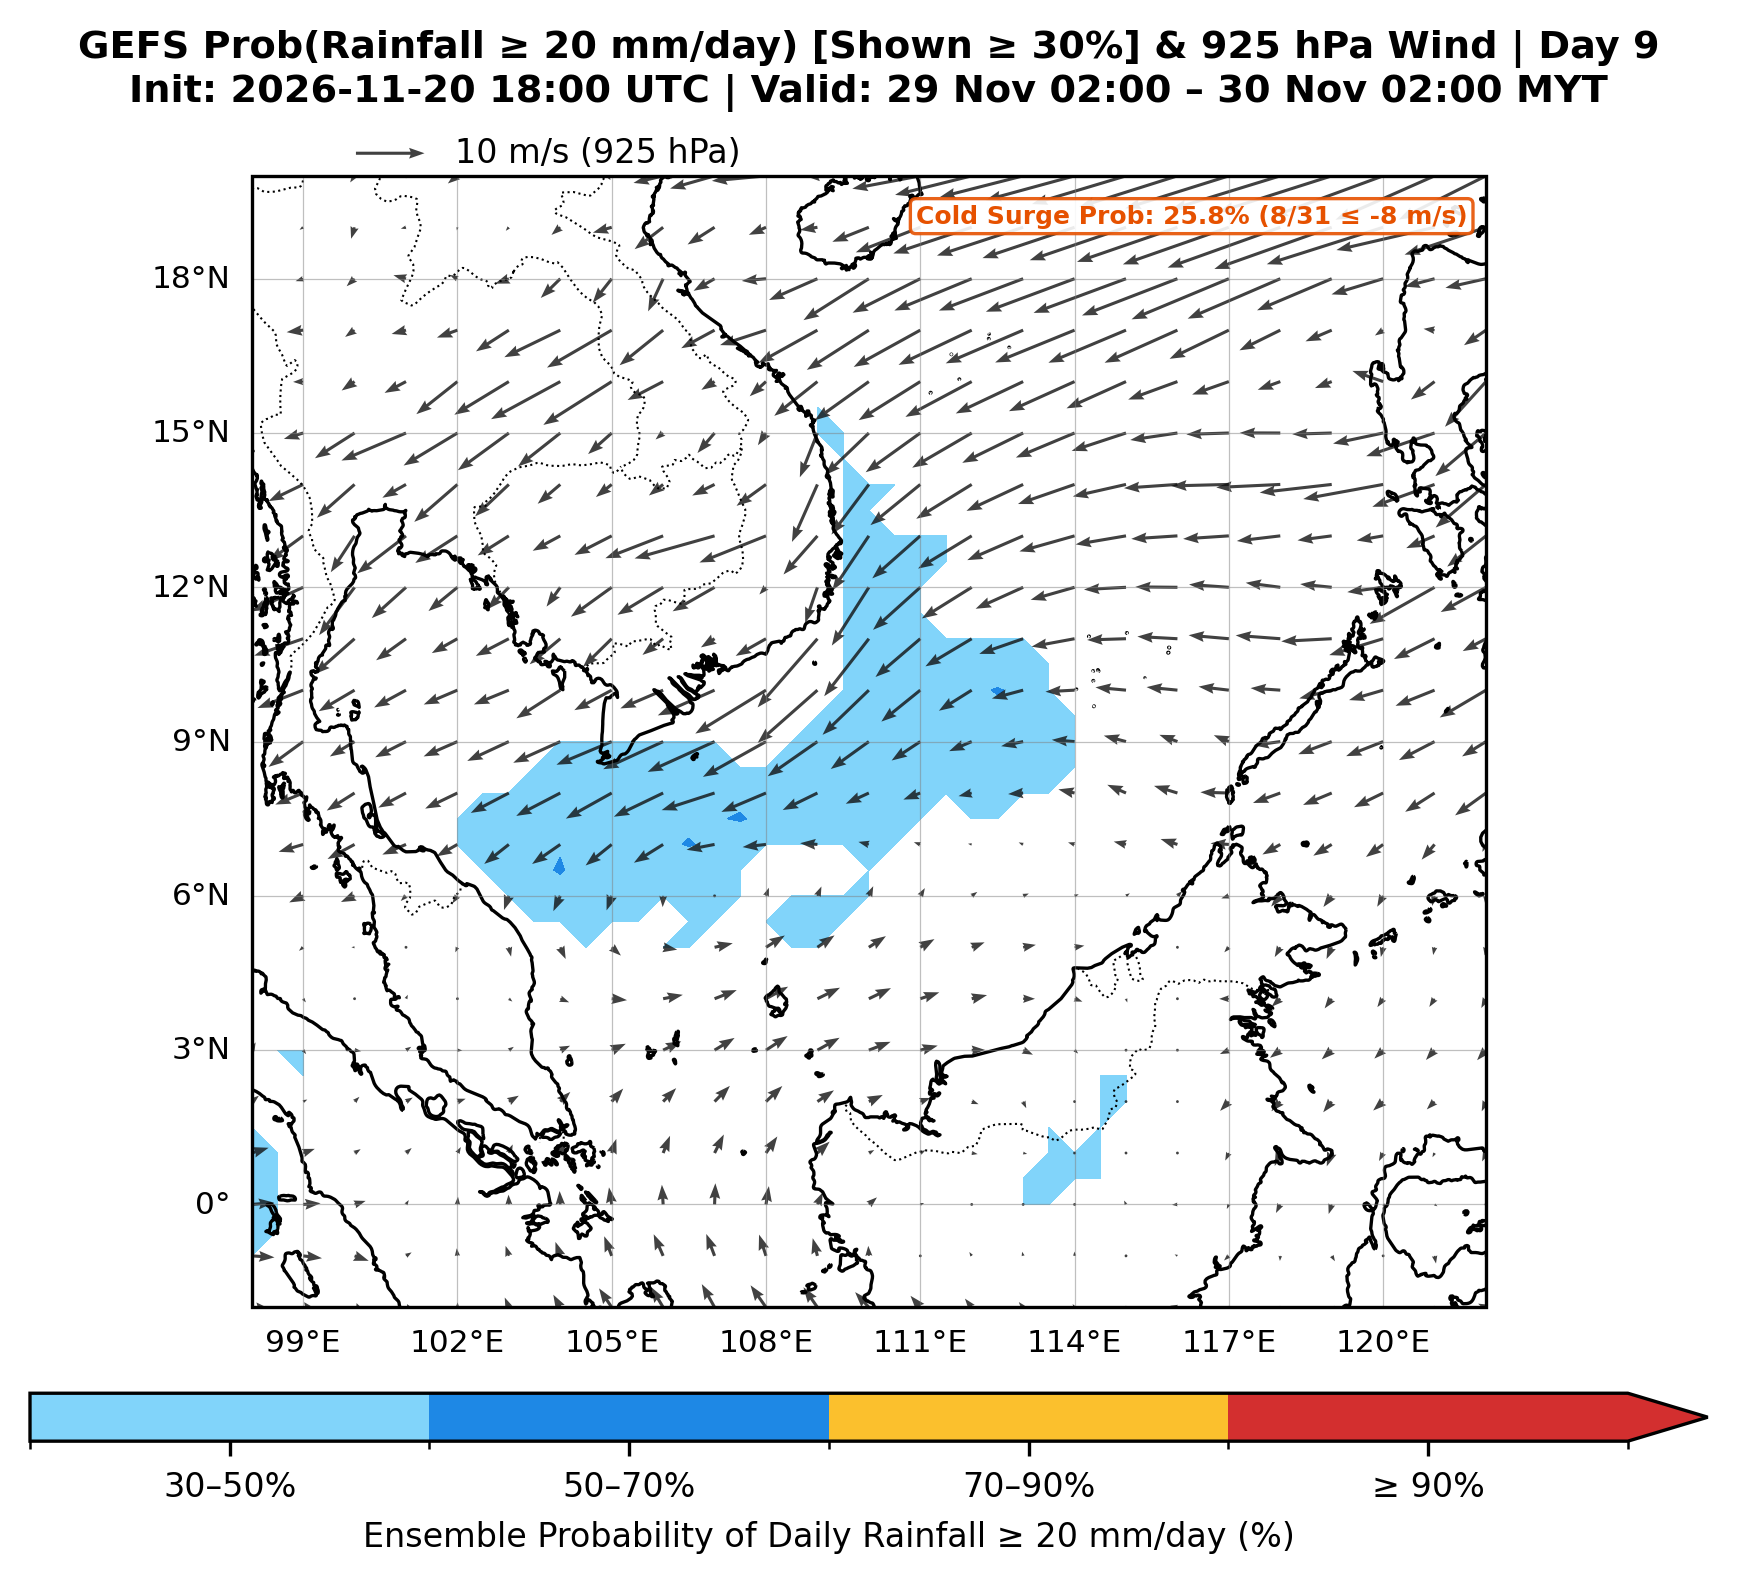 GEFS Prob(Rainfall ≥ 20 mm/day) [Shown ≥ 30%] & 925 hPa Wind | Day 9
Init: 2026-11-20 18:00 UTC | Valid: 29 Nov 02:00 – 30 Nov 02:00 MYT
10 m/s (925 hPa)
Cold Surge Prob: 25.8% (8/31 ≤ -8 m/s)
18°N
15°N
12°N
9°N
6°N
3°N
0°
99°E 102°E 105°E 108°E 111°E 114°E 117°E 120°E
30–50% 50–70% 70–90% ≥ 90%
Ensemble Probability of Daily Rainfall ≥ 20 mm/day (%)